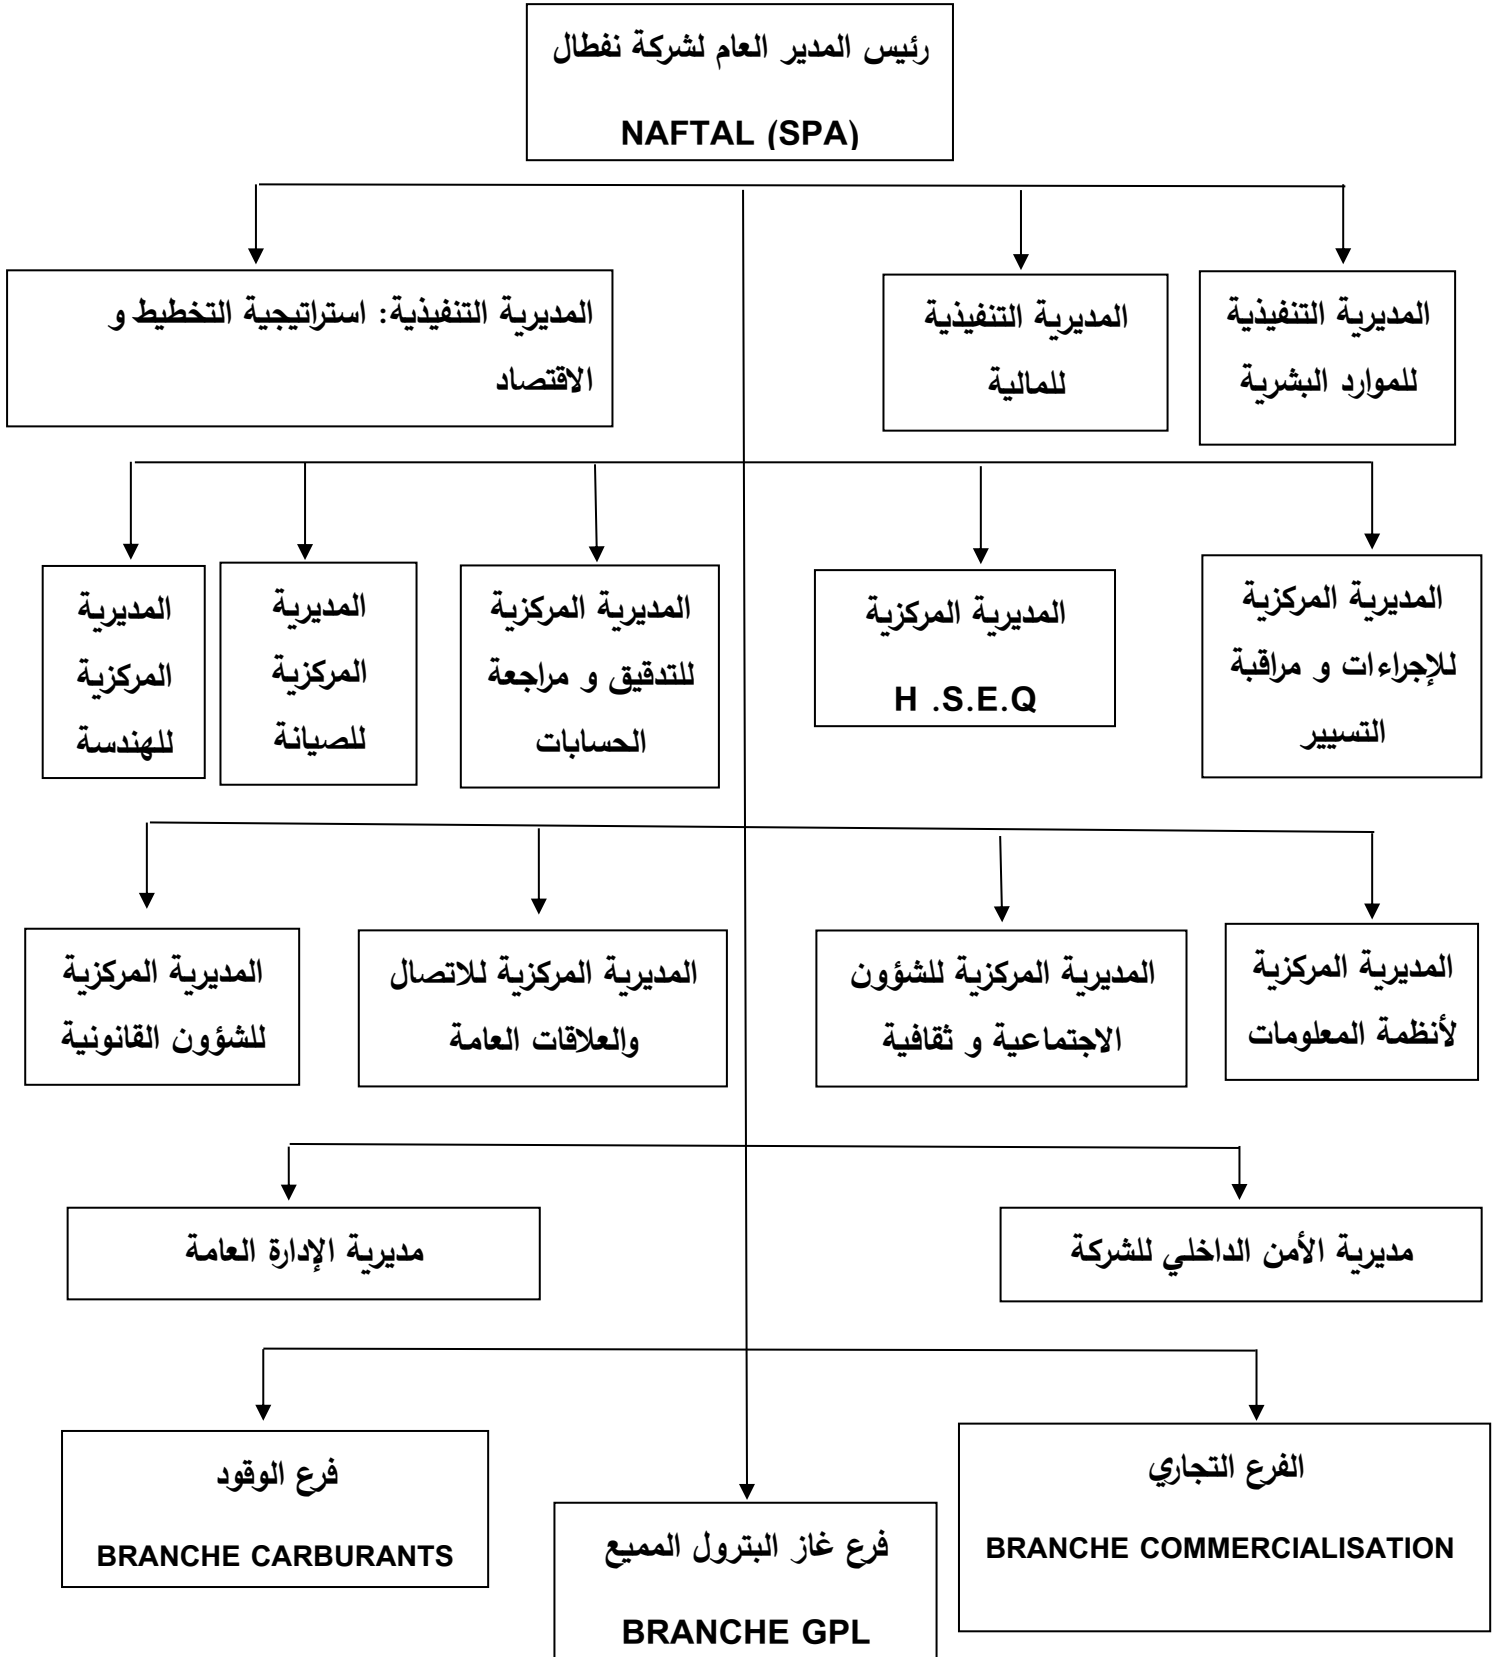 رئيس المدير العام لشركة نفطال
NAFTAL (SPA)
المديرية التنفيذية
للموارد البشرية
المديرية التنفيذية
للمالية
المديرية التنفيذية: استراتيجية التخطيط و
الاقتصاد
المديرية المركزية
للإجراءات و مراقبة
التسيير
المديرية المركزية
H .S.E.Q
المديرية المركزية
للتدقيق و مراجعة
الحسابات
المديرية
المركزية
للصيانة
المديرية
المركزية
للهندسة
المديرية المركزية
لأنظمة المعلومات
المديرية المركزية للشؤون
الاجتماعية و ثقافية
المديرية المركزية للاتصال
والعلاقات العامة
المديرية المركزية
للشؤون القانونية
مديرية الأمن الداخلي للشركة
مديرية الإدارة العامة
الفرع التجاري
BRANCHE COMMERCIALISATION
فرع غاز البترول المميع
BRANCHE GPL
فرع الوقود
BRANCHE CARBURANTS